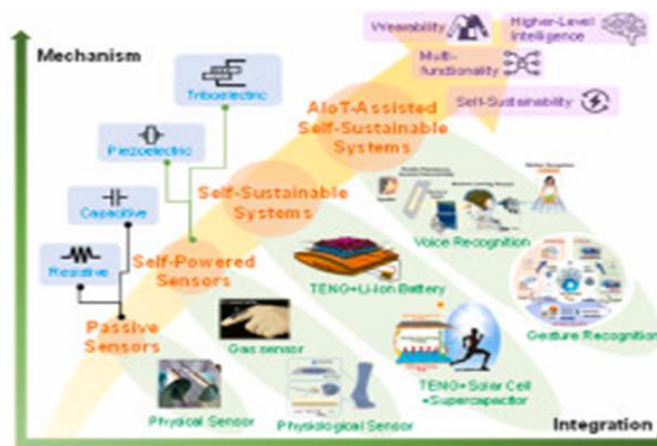 Mechanism
Wearability
Higher-Level
Intelligence
Multi-
functionality
Self-Sustainability
Triboelectric
AIoT-Assisted
Self-Sustainable
Systems
Piezoelectric
Self-Sustainable
Systems
Capacitive
Voice Recognition
Resistive
Self-Powered
Sensors
TENG+Li-Ion Battery
Passive
Sensors
Gas sensor
Gesture Recognition
TENG+Solar Cell
+Supercapacitor
Physical Sensor
Physiological Sensor
Integration